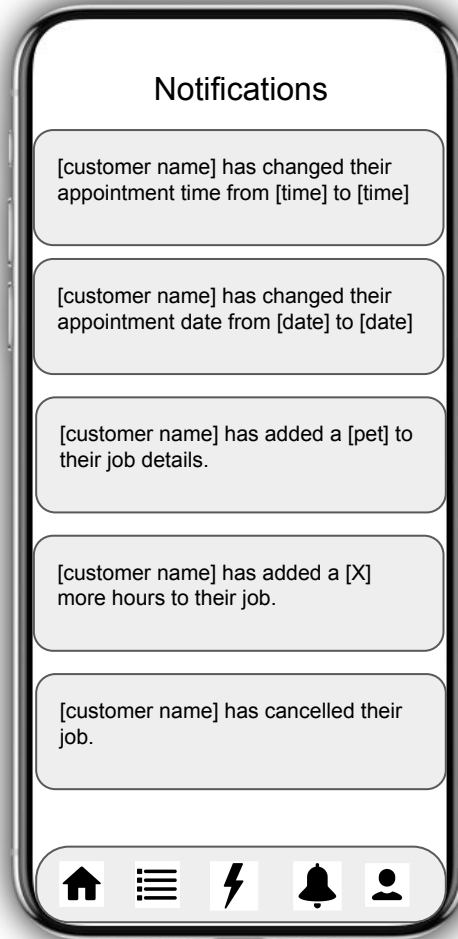 Notifications
[customer name] has changed their
appointment time from [time] to [time]
[customer name] has changed their
appointment date from [date] to [date]
[customer name] has added a [pet] to
their job details.
[customer name] has added a [X]
more hours to their job.
[customer name] has cancelled their
job.